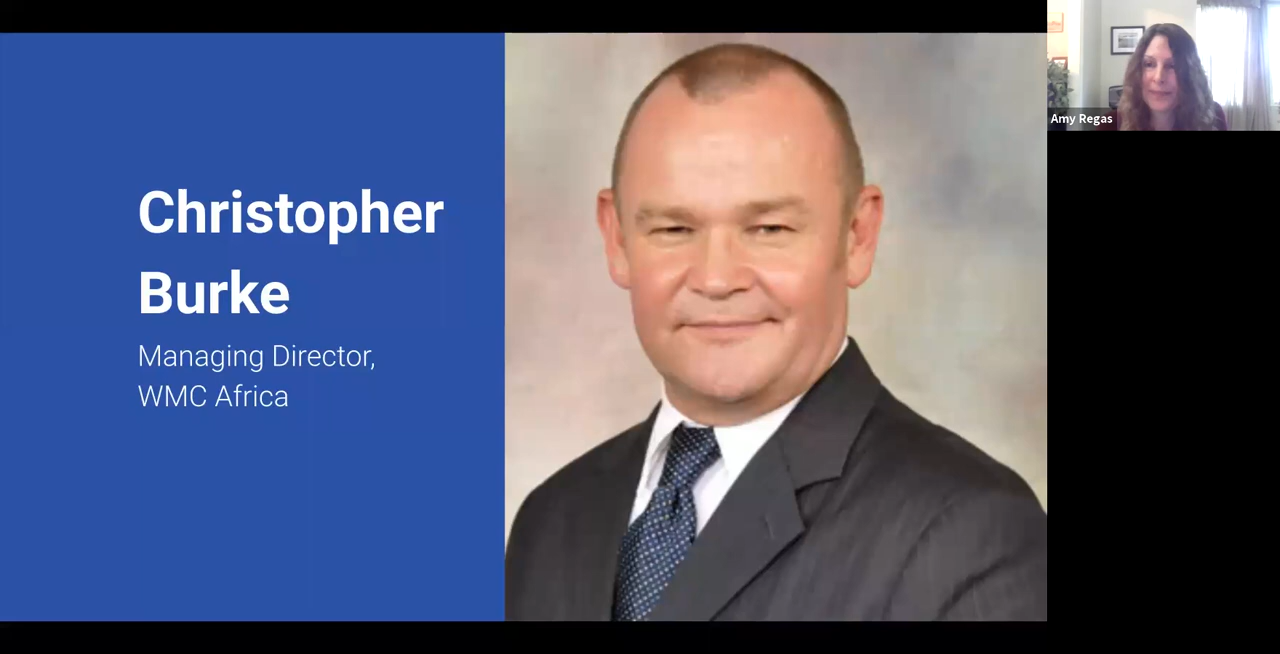 Christopher
Burke
Managing Director,
WMC Africa
Amy Regas